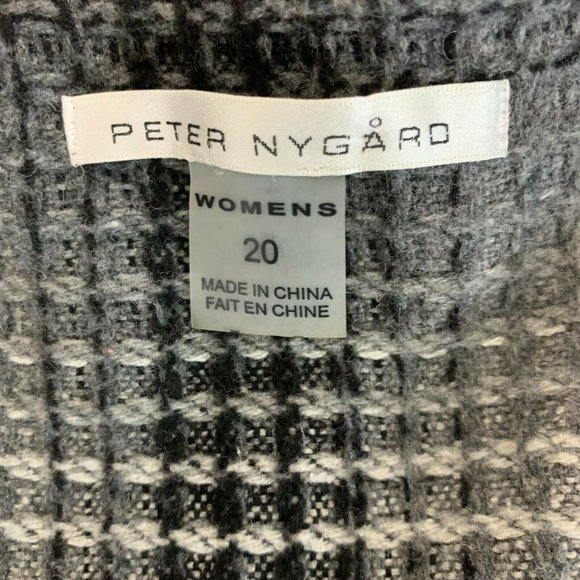 PETER NYGÅRD
WOMENS
20
MADE IN CHINA
FAIT EN CHINE